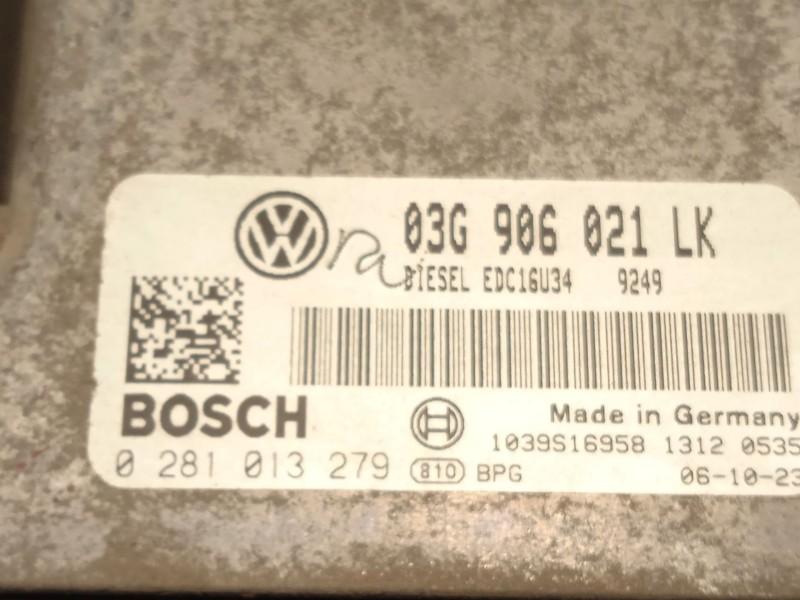 03G 906 021 LK
DIESEL EDC16U34 9249
BOSCH
Made in Germany
1039S16958 1312 0535
0 281 013 279 810 BPG 06-10-23